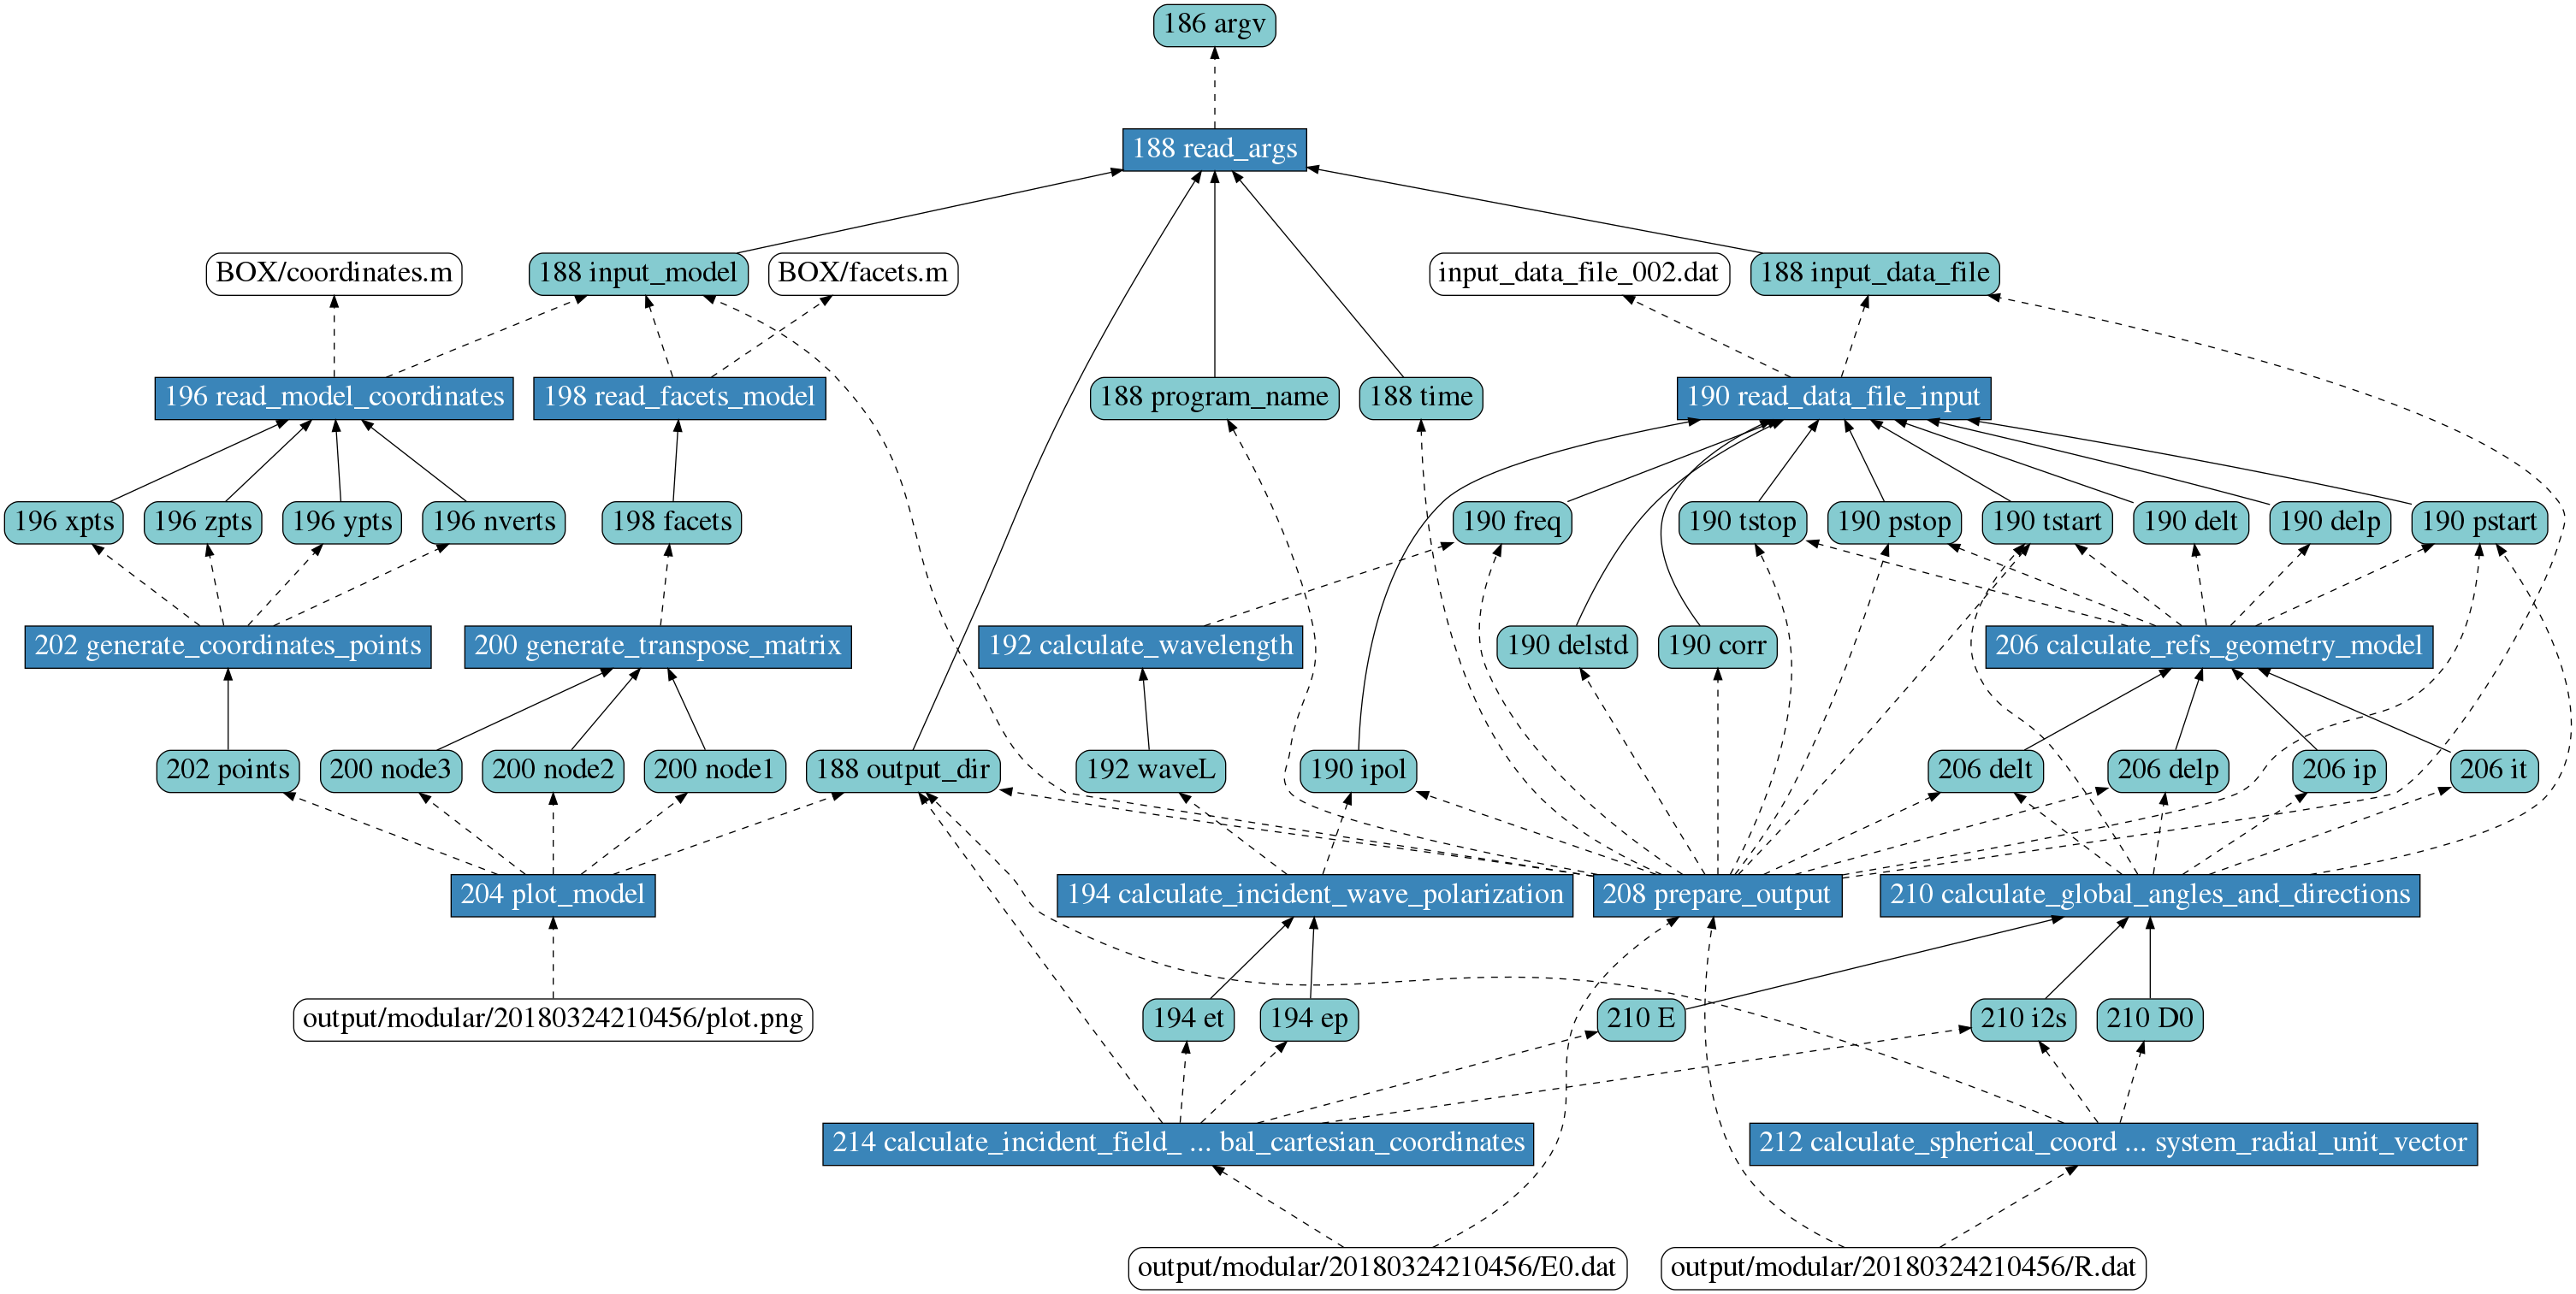 186 argv
188 read_args
BOX/coordinates.m
188 input_model
BOX/facets.m
input_data_file_002.dat
188 input_data_file
196 read_model_coordinates
198 read_facets_model
188 program_name
188 time
190 read_data_file_input
196 xpts
196 zpts
196 ypts
196 nverts
198 facets
190 freq
190 tstop
190 pstop
190 tstart
190 delt
190 delp
190 pstart
202 generate_coordinates_points
200 generate_transpose_matrix
192 calculate_wavelength
190 delstd
190 corr
206 calculate_refs_geometry_model
202 points
200 node3
200 node2
200 node1
188 output_dir
192 waveL
190 ipol
206 delt
206 delp
206 ip
206 it
204 plot_model
194 calculate_incident_wave_polarization
208 prepare_output
210 calculate_global_angles_and_directions
output/modular/20180324210456/plot.png
194 et
194 ep
210 E
210 i2s
210 D0
214 calculate_incident_field_ ... bal_cartesian_coordinates
212 calculate_spherical_coord ... system_radial_unit_vector
output/modular/20180324210456/E0.dat
output/modular/20180324210456/R.dat